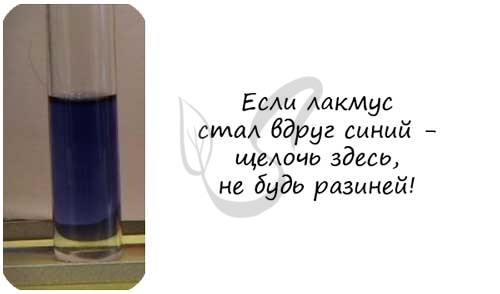 Если лакмус
стал вдруг синий -
щелочь здесь,
не будь разиней!